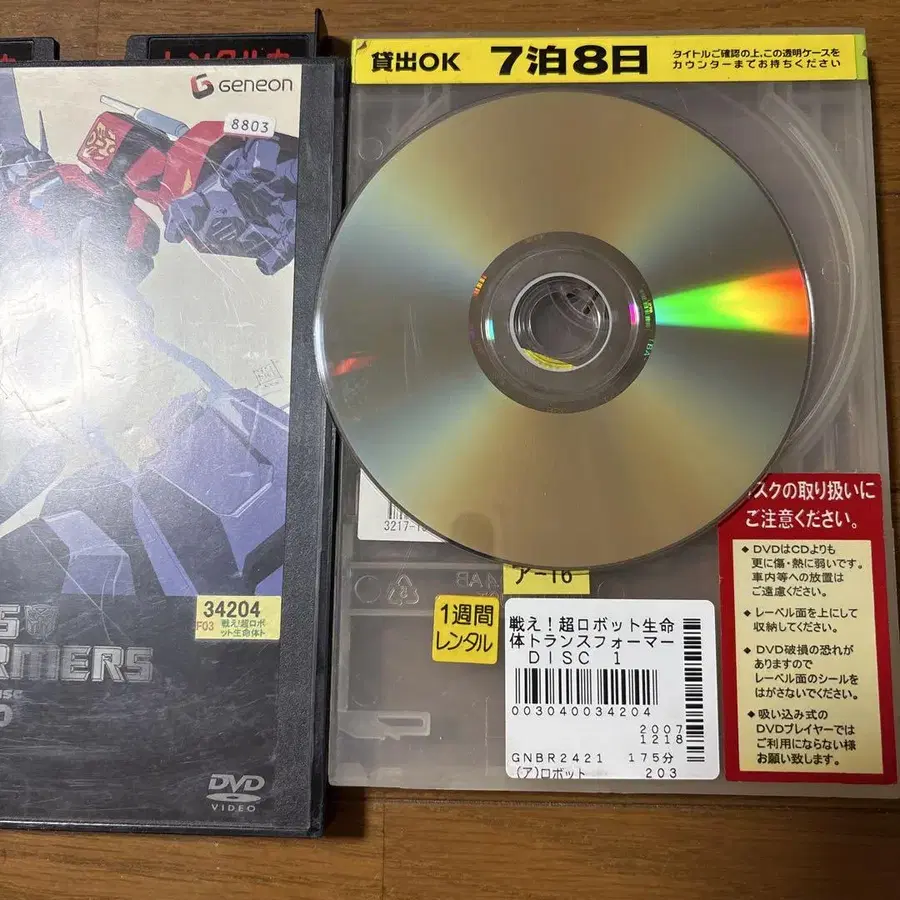 GENEON
8803
34204
F03 戦え!超ロボ
ット生命体ト
RMERS
DVD
VIDEO
貸出OK 7泊8日
タイトルご確認の上、この透明ケースを
カウンターまでお持ちください
3217-1
ア-16
1週間
レンタル
戦え!超ロボット生命
体トランスフォーマー
DISC 1
003040034204
2007
1218
GNBR2421 175分
(ア)ロボット 203
スクの取り扱いに
ご注意ください。
◆DVDはCDよりも
更に傷・熱に弱いです。
車内等への放置は
ご遠慮ください。
◆レーベル面を上にして
収納してください。
◆DVD破損の恐れが
ありますので
レーベル面のシールを
はがさないでください。
◆吸い込み式の
DVDプレイヤーでは
ご利用にならない様
お願い致します。